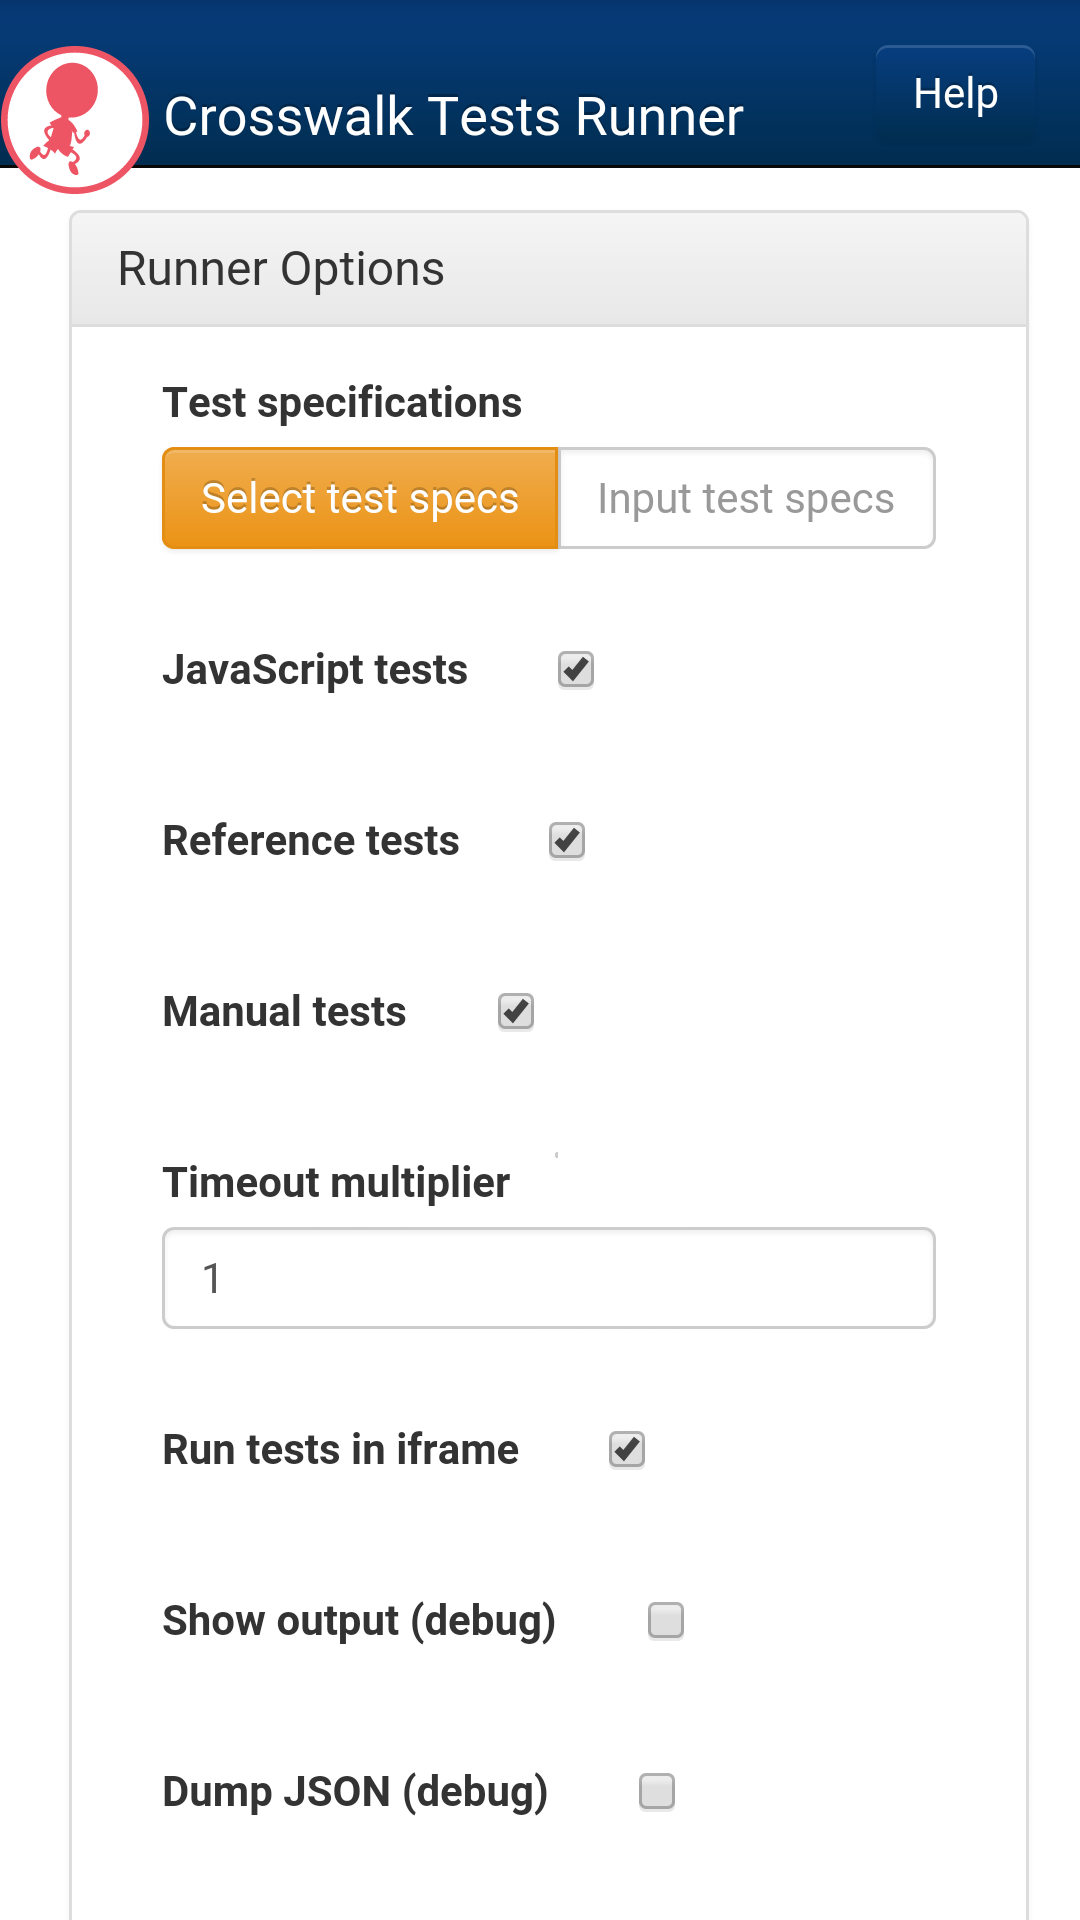 Crosswalk Tests Runner
Help
Runner Options
Test specifications
Select test specs
Input test specs
JavaScript tests
Reference tests
Manual tests
Timeout multiplier
1
Run tests in iframe
Show output (debug)
Dump JSON (debug)